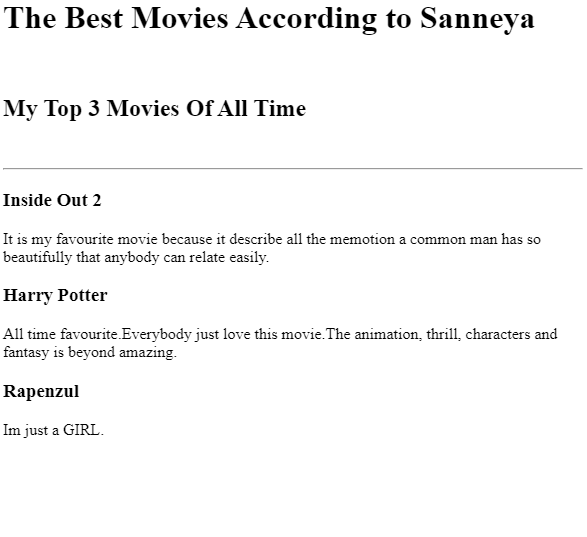 The Best Movies According to Sanneya
My Top 3 Movies Of All Time
Inside Out 2
It is my favourite movie because it describe all the memotion a common man has so
beautifully that anybody can relate easily.
Harry Potter
All time favourite.Everybody just love this movie.The animation, thrill, characters and
fantasy is beyond amazing.
Rapenzul
Im just a GIRL.